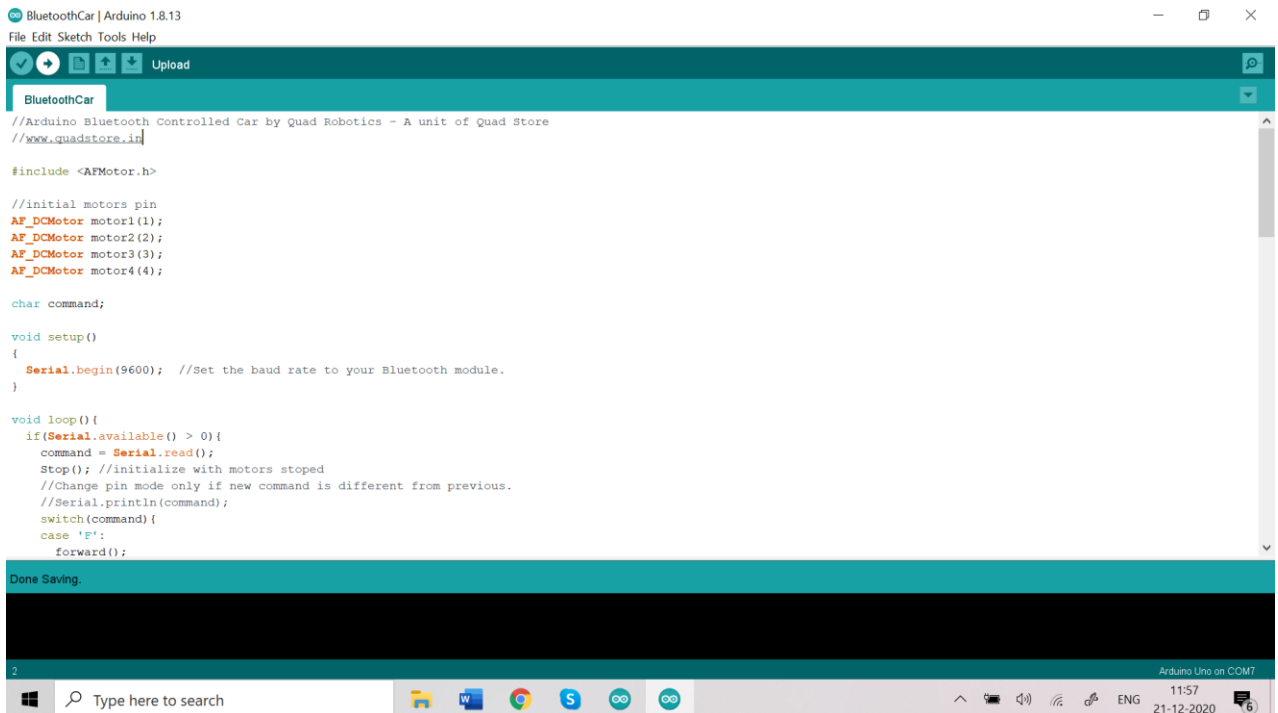 BluetoothCar | Arduino 1.8.13
File Edit Sketch Tools Help
Upload
BluetoothCar
//Arduino Bluetooth Controlled Car by Quad Robotics - A unit of Quad Store
//www.quadstore.in
#include <AFMotor.h>
//initial motors pin
AF_DCMotor motor1(1);
AF_DCMotor motor2(2);
AF_DCMotor motor3(3);
AF_DCMotor motor4(4);
char command;
void setup()
{
  Serial.begin(9600);  //Set the baud rate to your Bluetooth module.
}
void loop(){
  if(Serial.available() > 0){
    command = Serial.read();
    Stop(); //initialize with motors stoped
    //Change pin mode only if new command is different from previous.
    //Serial.println(command);
    switch(command){
    case 'F':
      forward();
Done Saving.
2
Arduino Uno on COM7
Type here to search
W
S
ENG
11:57
21-12-2020
6